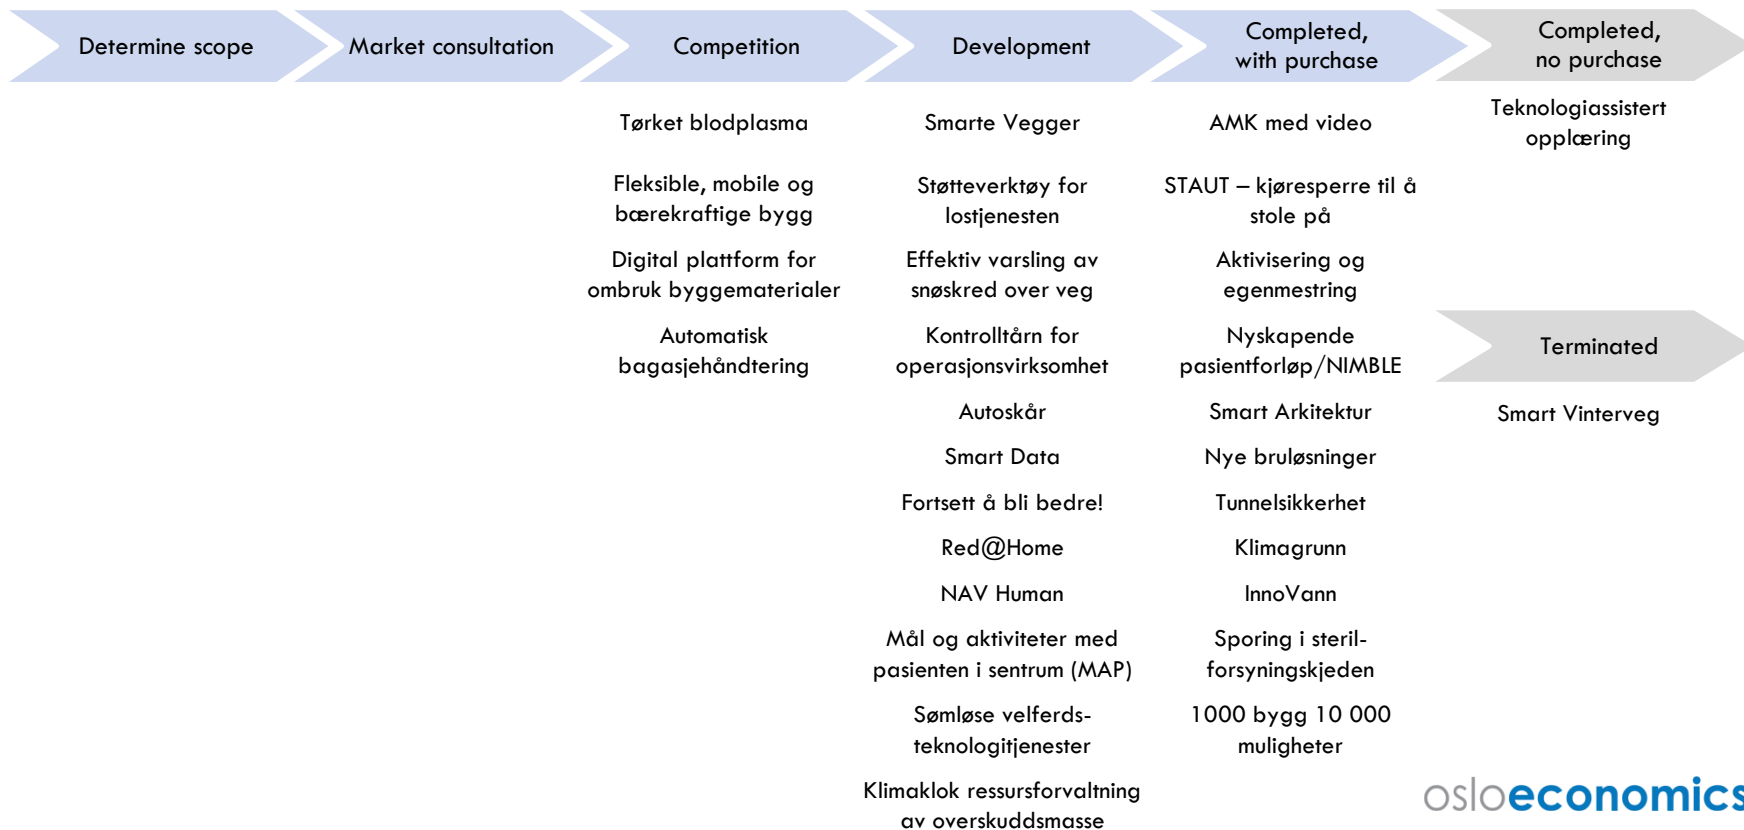 Determine scope
Market consultation
Competition
Development
Completed,
with purchase
Completed,
no purchase
Tørket blodplasma
Fleksible, mobile og
bærekraftige bygg
Digital plattform for
ombruk byggematerialer
Automatisk
bagasjehåndtering
Smarte Vegger
Støtteverktøy for
lostjenesten
Effektiv varsling av
snøskred over veg
Kontrolltårn for
operasjonsvirksomhet
Autoskår
Smart Data
Fortsett å bli bedre!
Red@Home
NAV Human
Mål og aktiviteter med
pasienten i sentrum (MAP)
Sømløse velferds-
teknologitjenester
Klimaklok ressursforvaltning
av overskuddsmasse
AMK med video
STAUT – kjøresperre til å
stole på
Aktivisering og
egenmestring
Nyskapende
pasientforløp/NIMBLE
Smart Arkitektur
Nye bruløsninger
Tunnelsikkerhet
Klimagrunn
InnoVann
Sporing i steril-
forsyningskjeden
1000 bygg 10 000
muligheter
Teknologiassistert
opplæring
Terminated
Smart Vinterveg
osloeconomics